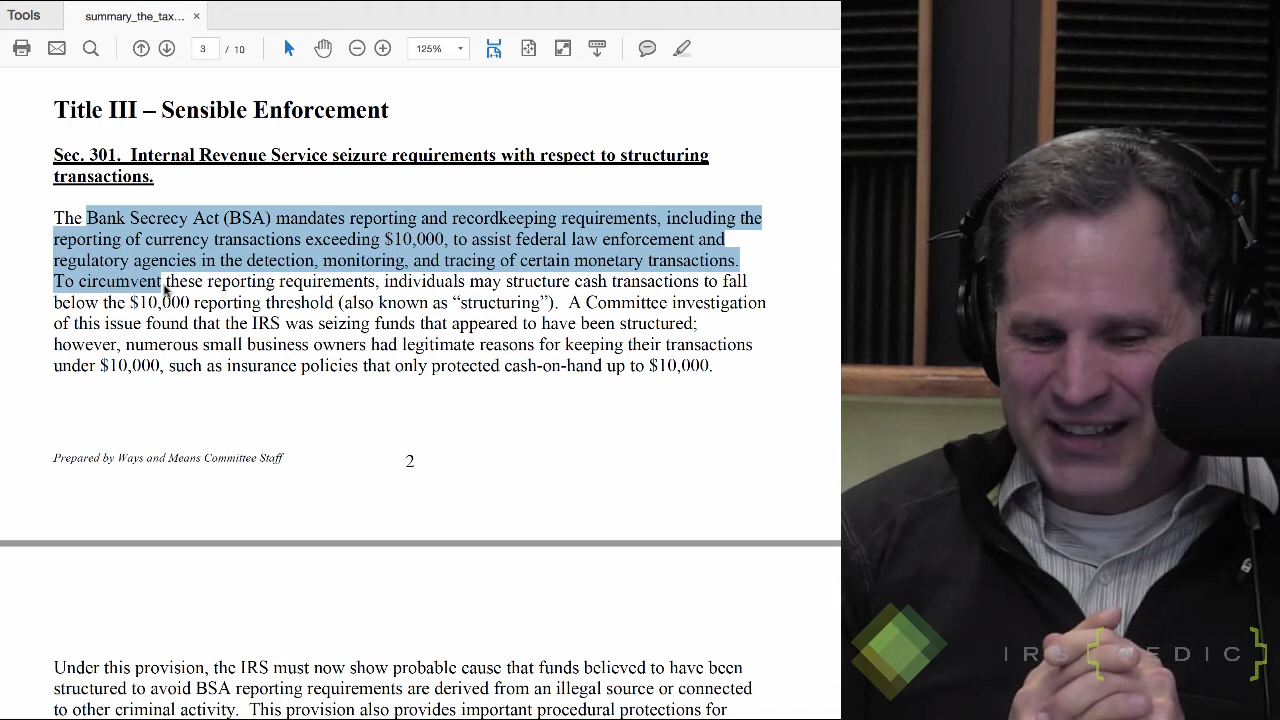 Tools
summary_the_tax... ×
3 / 10
125%
Title III – Sensible Enforcement
Sec. 301. Internal Revenue Service seizure requirements with respect to structuring
transactions.
The Bank Secrecy Act (BSA) mandates reporting and recordkeeping requirements, including the
reporting of currency transactions exceeding $10,000, to assist federal law enforcement and
regulatory agencies in the detection, monitoring, and tracing of certain monetary transactions.
To circumvent these reporting requirements, individuals may structure cash transactions to fall
below the $10,000 reporting threshold (also known as “structuring”). A Committee investigation
of this issue found that the IRS was seizing funds that appeared to have been structured;
however, numerous small business owners had legitimate reasons for keeping their transactions
under $10,000, such as insurance policies that only protected cash-on-hand up to $10,000.
Prepared by Ways and Means Committee Staff
2
Under this provision, the IRS must now show probable cause that funds believed to have been
structured to avoid BSA reporting requirements are derived from an illegal source or connected
to other criminal activity. This provision also provides important procedural protections for
IRS{MEDIC}